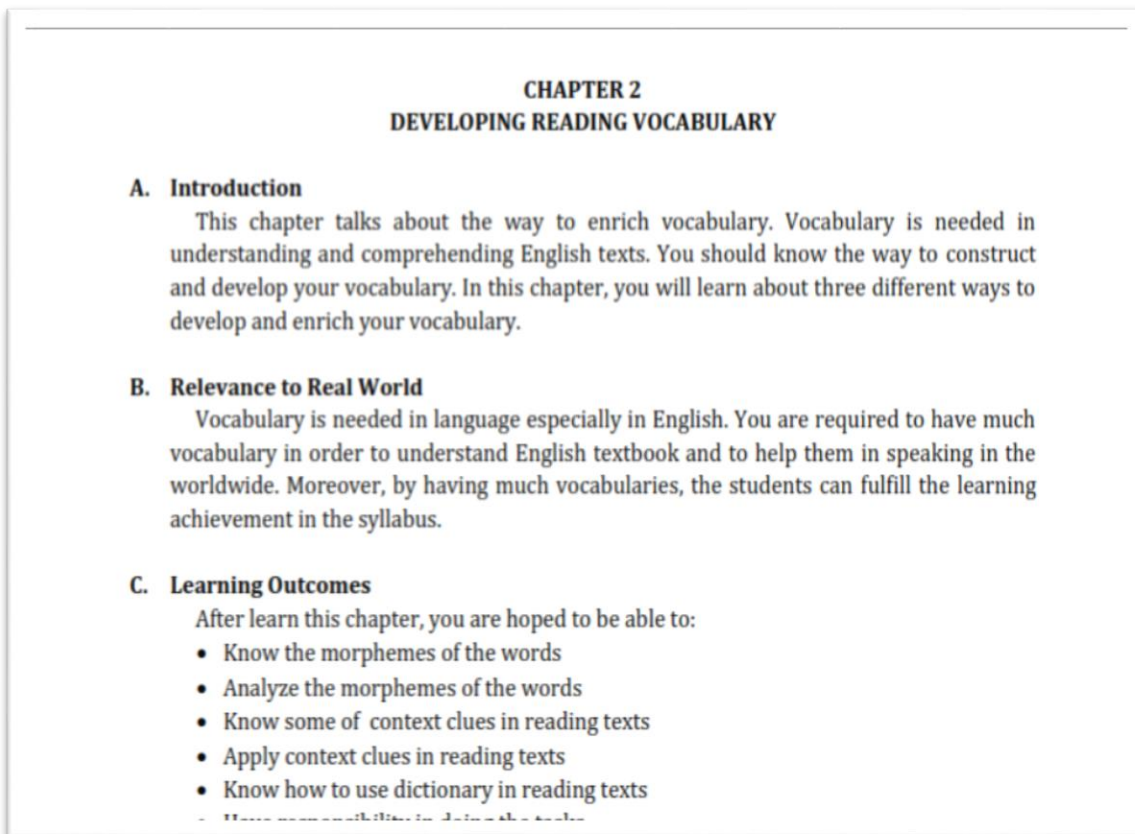 CHAPTER 2
DEVELOPING READING VOCABULARY
A. Introduction
This chapter talks about the way to enrich vocabulary. Vocabulary is needed in
understanding and comprehending English texts. You should know the way to construct
and develop your vocabulary. In this chapter, you will learn about three different ways to
develop and enrich your vocabulary.
B. Relevance to Real World
Vocabulary is needed in language especially in English. You are required to have much
vocabulary in order to understand English textbook and to help them in speaking in the
worldwide. Moreover, by having much vocabularies, the students can fulfill the learning
achievement in the syllabus.
C. Learning Outcomes
After learn this chapter, you are hoped to be able to:
• Know the morphemes of the words
• Analyze the morphemes of the words
• Know some of context clues in reading texts
• Apply context clues in reading texts
• Know how to use dictionary in reading texts